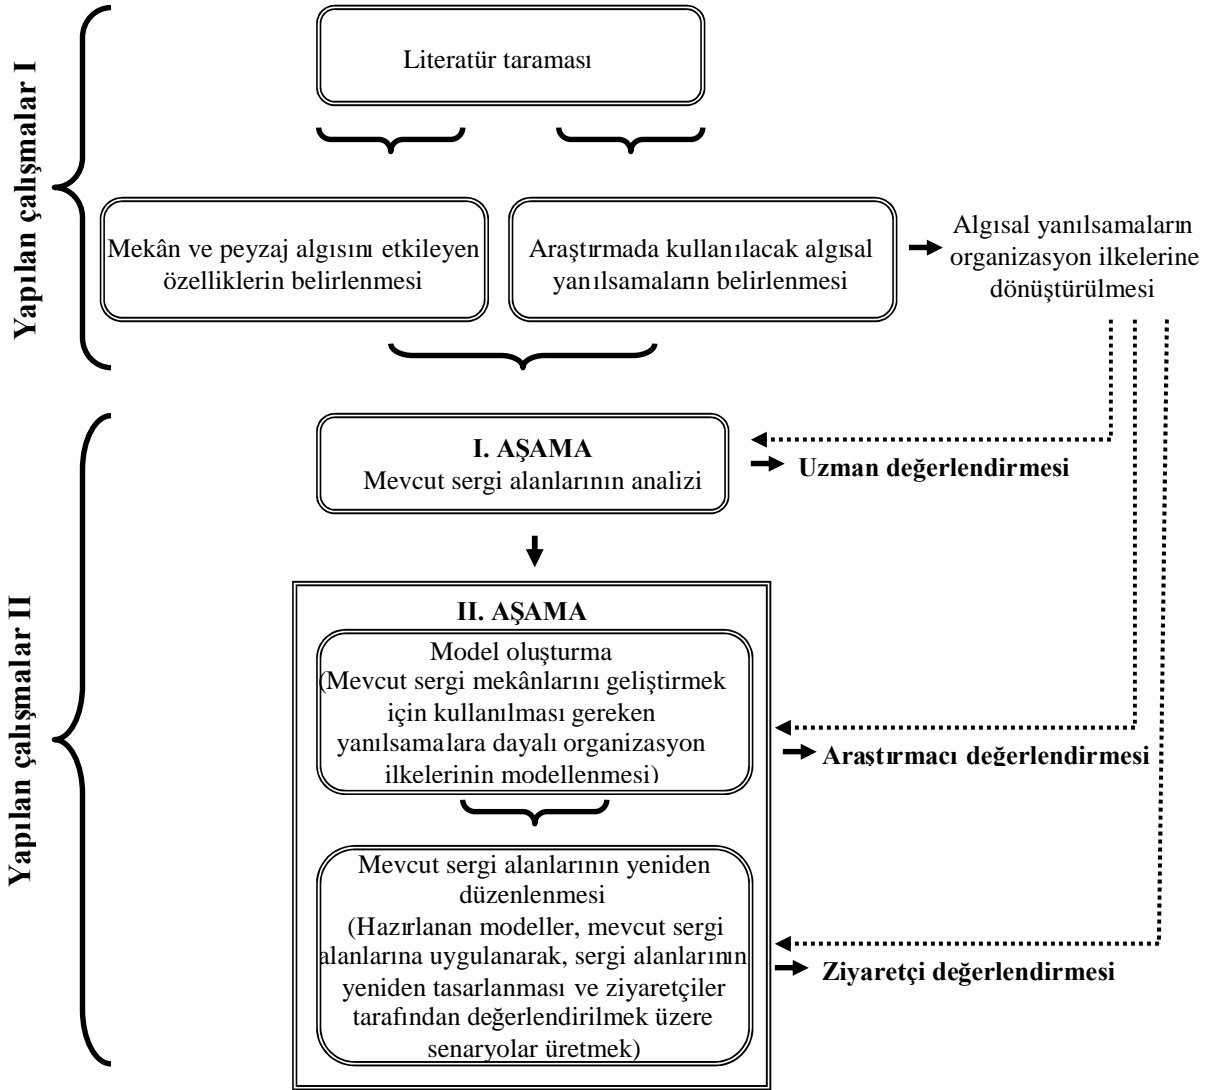 Yapılan çalışmalar I
Literatür taraması
Mekân ve peyzaj algısını etkileyen
özelliklerin belirlenmesi
Araştırmada kullanılacak algısal
yanılsamaların belirlenmesi
Algısal yanılsamaların
organizasyon ilkelerine
dönüştürülmesi
Yapılan çalışmalar II
I. AŞAMA
Mevcut sergi alanlarının analizi
Uzman değerlendirmesi
II. AŞAMA
Model oluşturma
(Mevcut sergi mekânlarını geliştirmek
için kullanılması gereken
yanılsamalara dayalı organizasyon
ilkelerinin modellenmesi)
Araştırmacı değerlendirmesi
Mevcut sergi alanlarının yeniden
düzenlenmesi
(Hazırlanan modeller, mevcut sergi
alanlarına uygulanarak, sergi alanlarının
yeniden tasarlanması ve ziyaretçiler
tarafından değerlendirilmek üzere
senaryolar üretmek)
Ziyaretçi değerlendirmesi